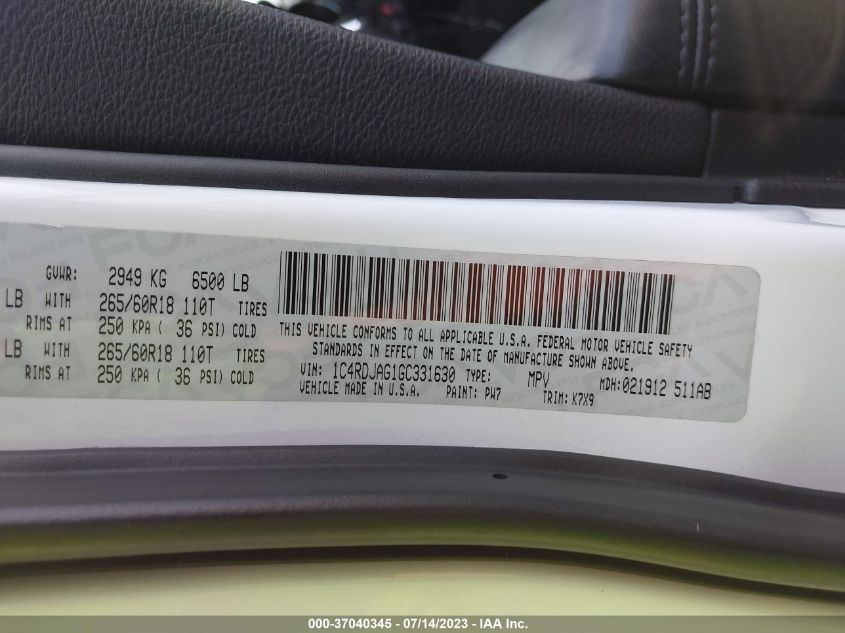 GVWR: 2949 KG 6500 LB
LB WITH 265/60R18 110T TIRES
RIMS AT 250 KPA ( 36 PSI) COLD
LB WITH 265/60R18 110T TIRES
RIMS AT 250 KPA ( 36 PSI) COLD
THIS VEHICLE CONFORMS TO ALL APPLICABLE U.S.A. FEDERAL MOTOR VEHICLE SAFETY
STANDARDS IN EFFECT ON THE DATE OF MANUFACTURE SHOWN ABOVE.
VIN: 1C4RDJAG1GC331630 TYPE: MPV MDH:021912 511AB
VEHICLE MADE IN U.S.A. PAINT: PW7 TRIM: K7X9
000-37040345 - 07/14/2023 - IAA Inc.